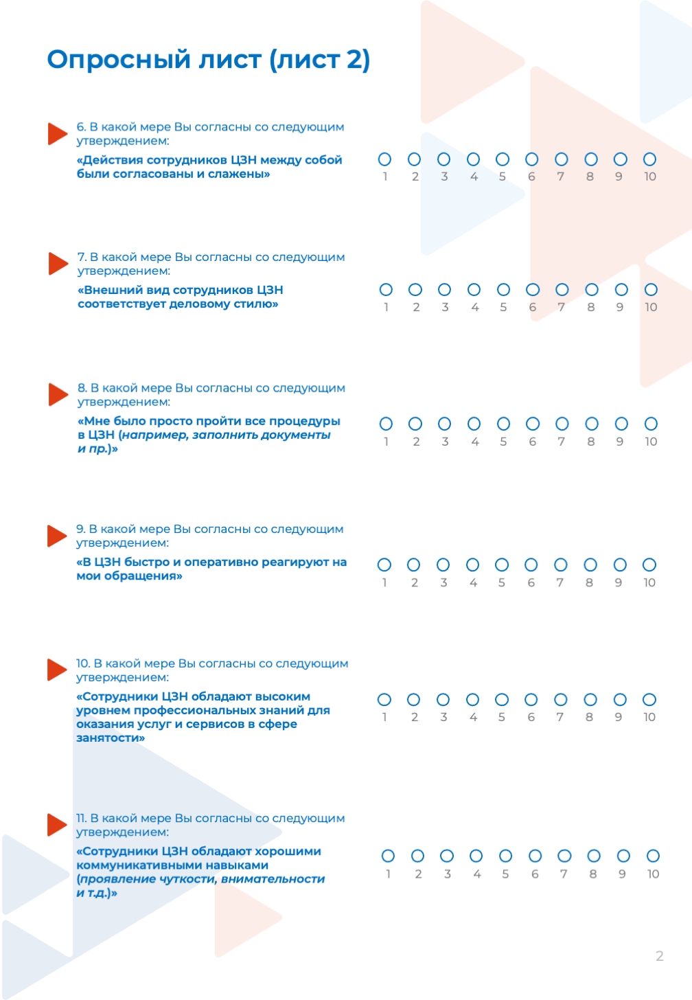 Опросный лист (лист 2)
6. В какой мере Вы согласны со следующим
утверждением:
«Действия сотрудников ЦЗН между собой
были согласованы и слажены»
1 2 3 4 5 6 7 8 9 10
7. В какой мере Вы согласны со следующим
утверждением:
«Внешний вид сотрудников ЦЗН
соответствует деловому стилю»
1 2 3 4 5 6 7 8 9 10
8. В какой мере Вы согласны со следующим
утверждением:
«Мне было просто пройти все процедуры
в ЦЗН (например, заполнить документы
и пр.)»
1 2 3 4 5 6 7 8 9 10
9. В какой мере Вы согласны со следующим
утверждением:
«В ЦЗН быстро и оперативно реагируют на
мои обращения»
1 2 3 4 5 6 7 8 9 10
10. В какой мере Вы согласны со следующим
утверждением:
«Сотрудники ЦЗН обладают высоким
уровнем профессиональных знаний для
оказания услуг и сервисов в сфере
занятости»
1 2 3 4 5 6 7 8 9 10
11. В какой мере Вы согласны со следующим
утверждением:
«Сотрудники ЦЗН обладают хорошими
коммуникативными навыками
(проявление чуткости, внимательности
и т.д.)»
1 2 3 4 5 6 7 8 9 10
2